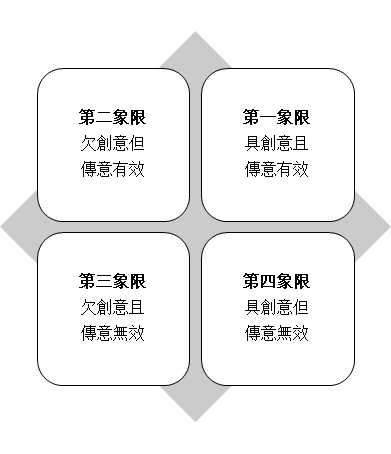 第二象限
欠創意但
傳意有效
第一象限
具創意且
傳意有效
第三象限
欠創意且
傳意無效
第四象限
具創意但
傳意無效